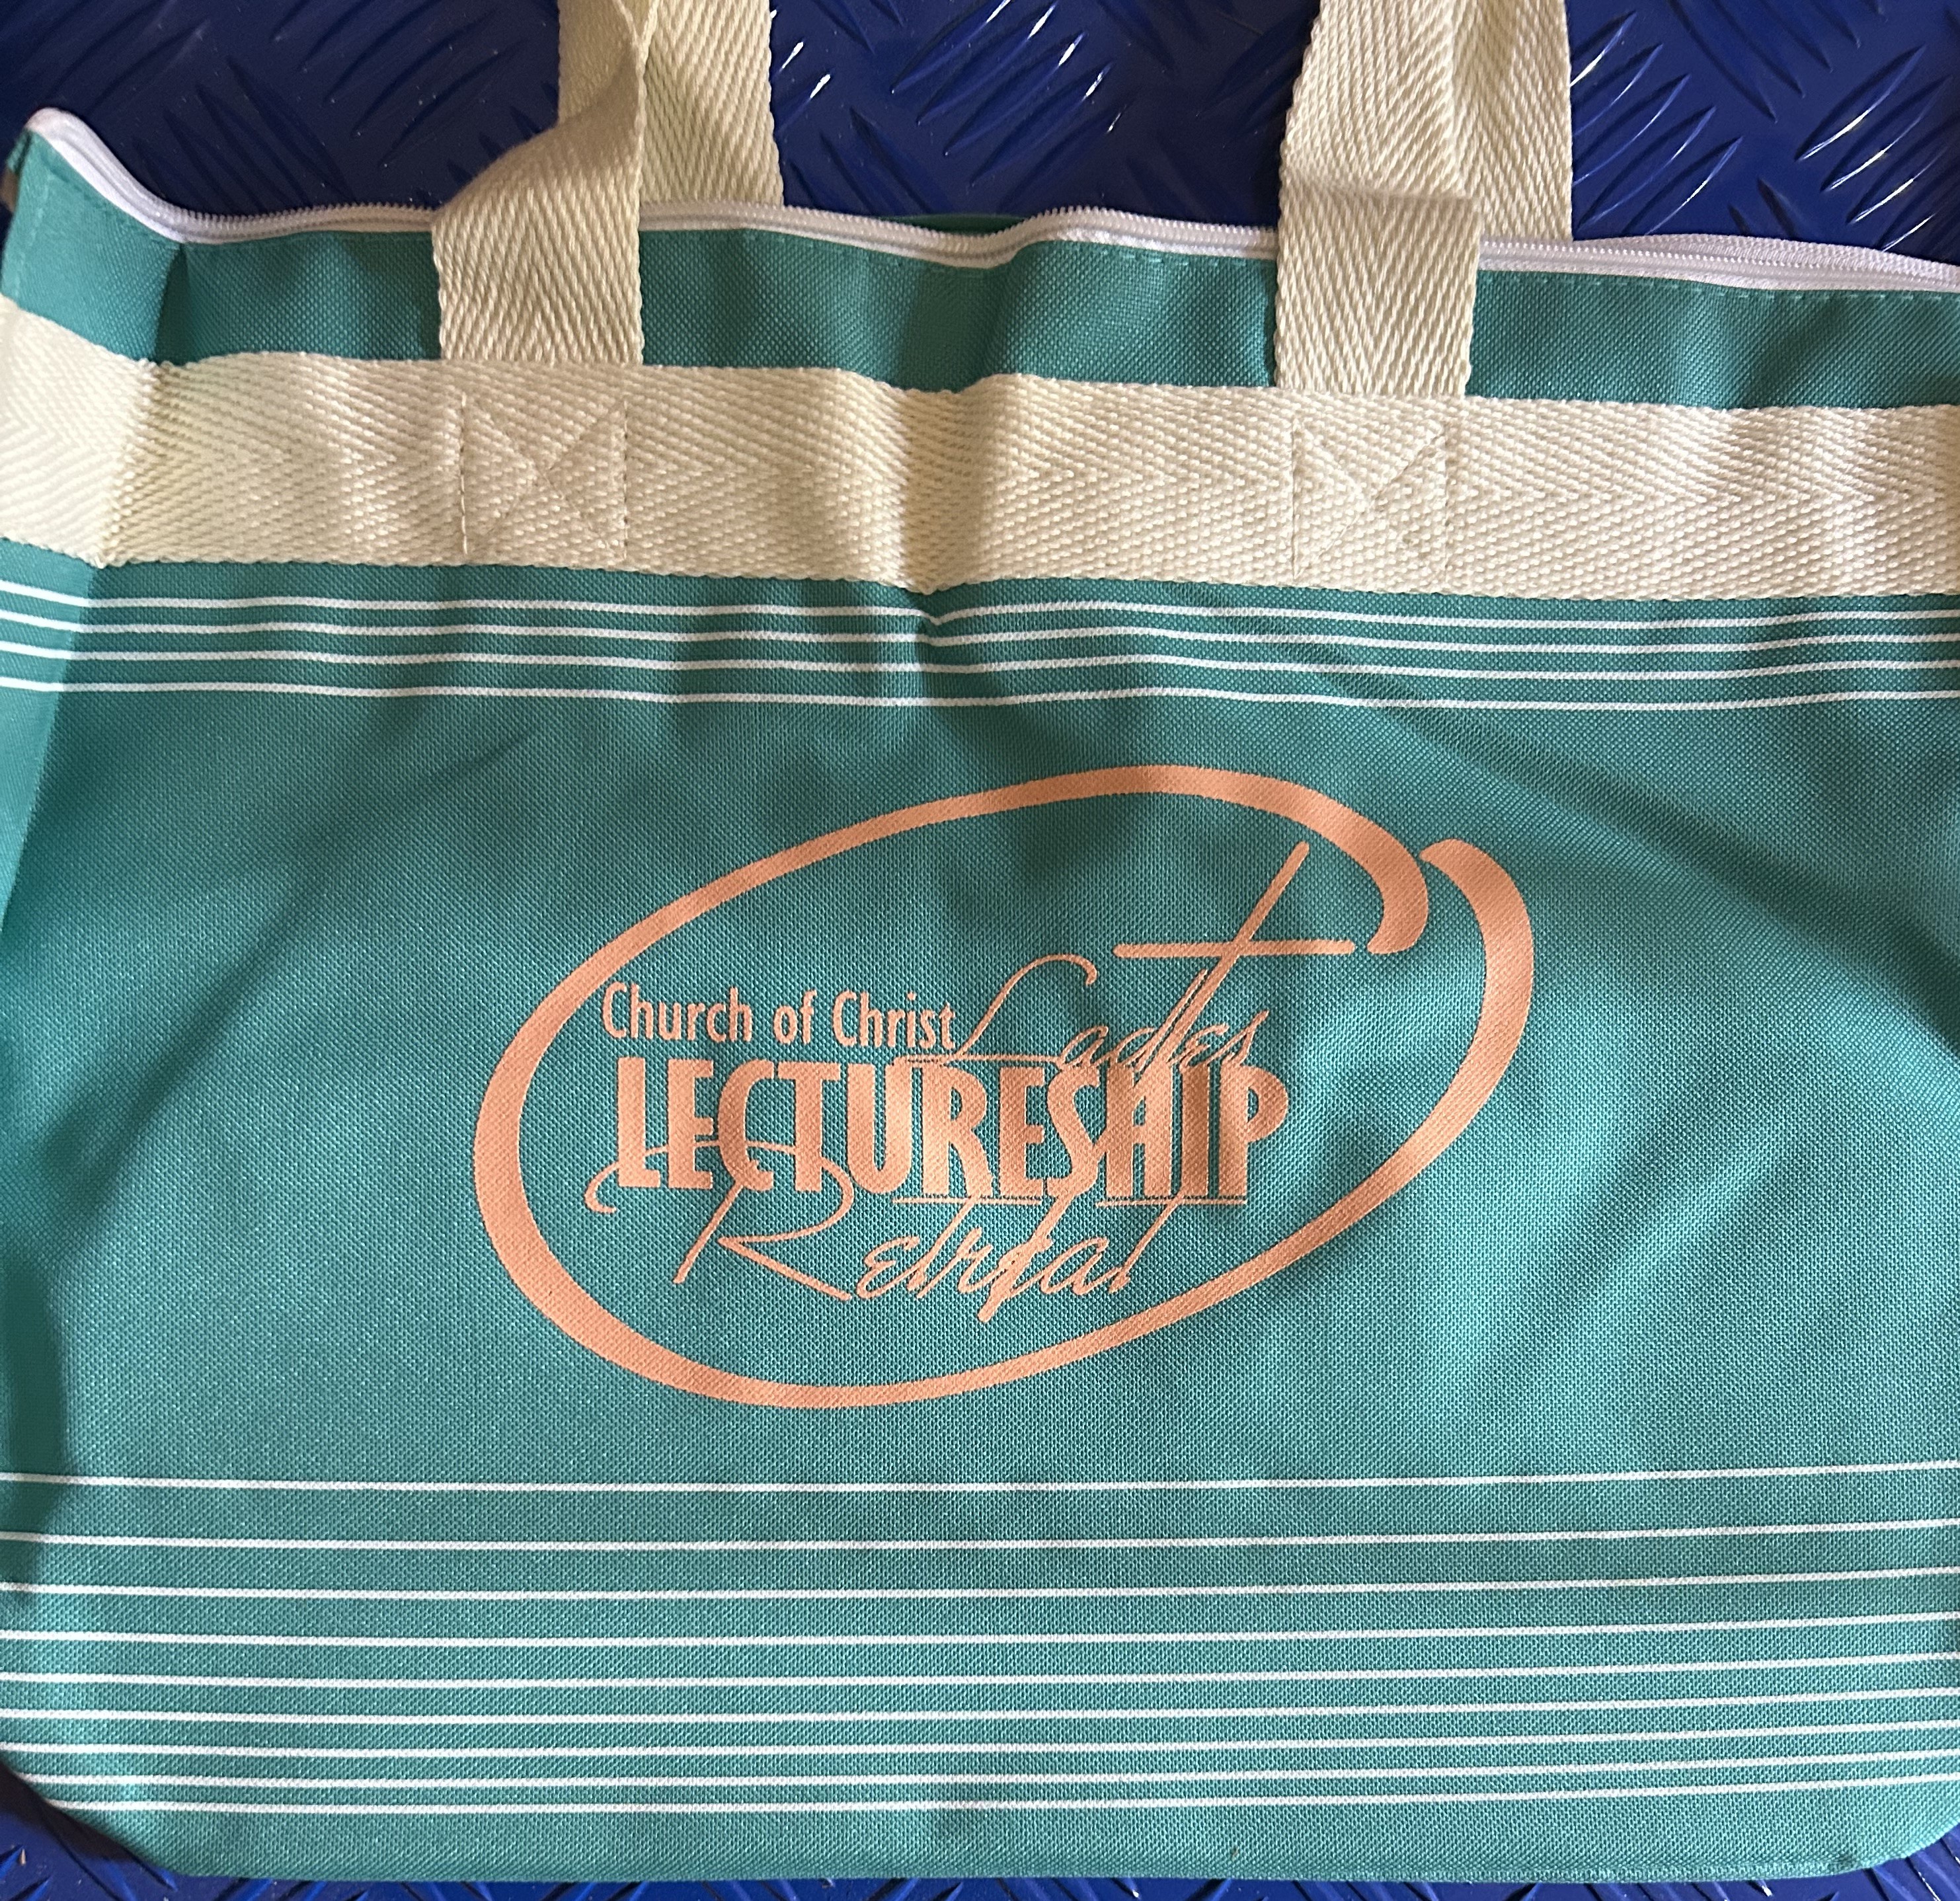 Church of Christ Ladies
LECTURESHIP
Retreat